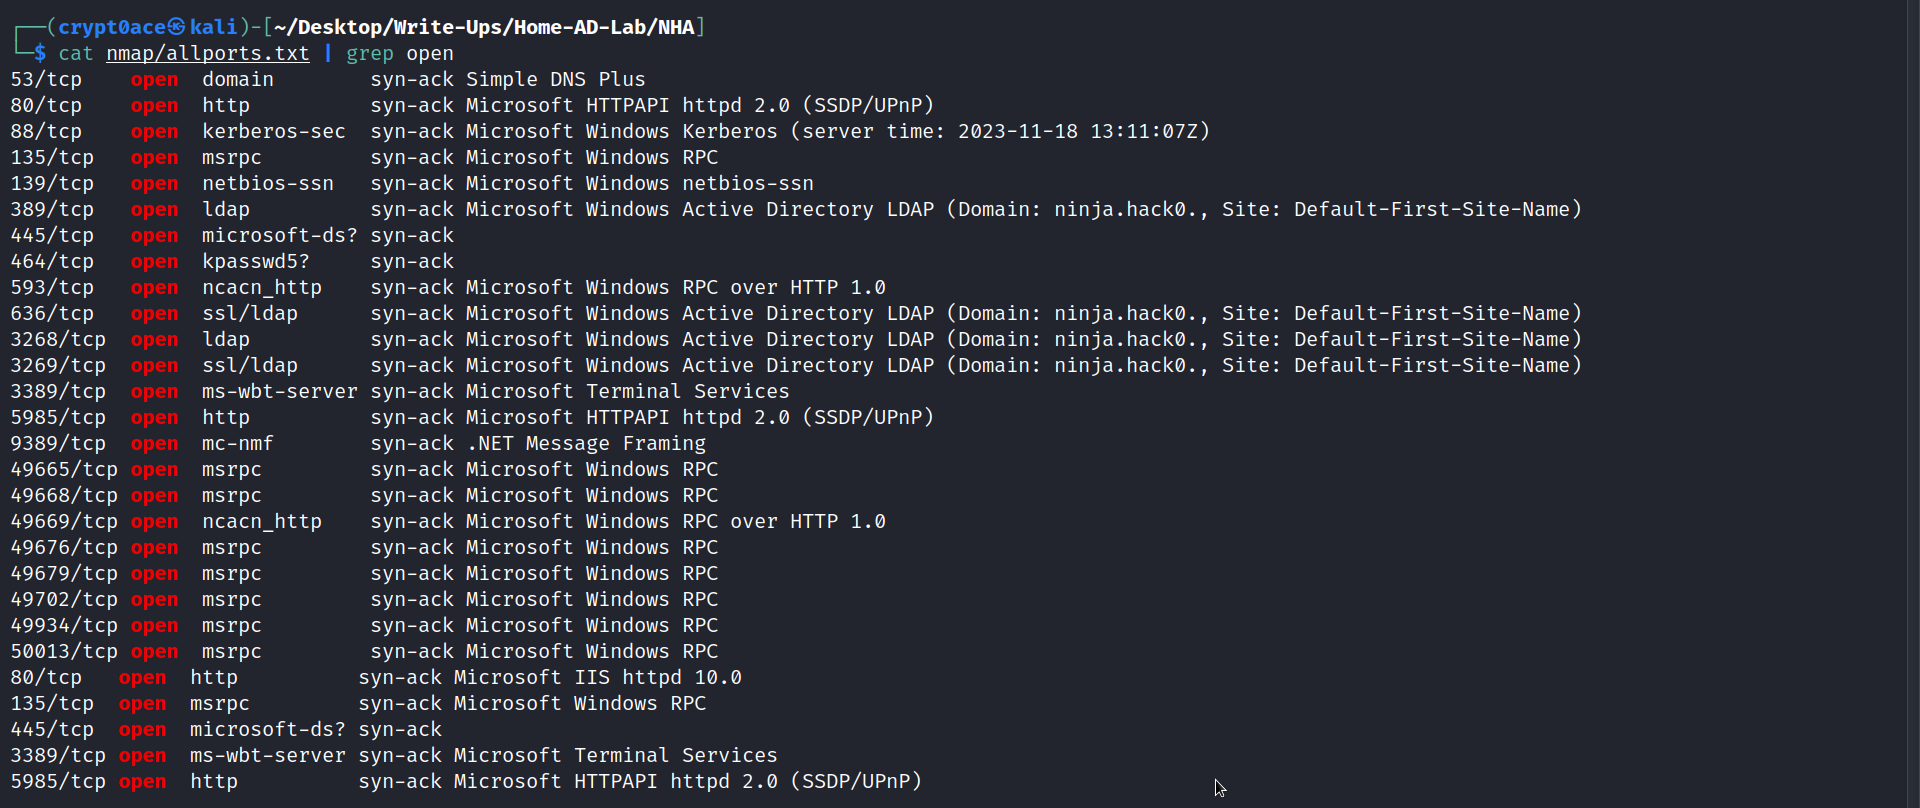 ┌──(crypt0ace㉿kali)-[~/Desktop/Write-Ups/Home-AD-Lab/NHA]
└─$ cat nmap/allports.txt | grep open
53/tcp    open  domain        syn-ack Simple DNS Plus
80/tcp    open  http          syn-ack Microsoft HTTPAPI httpd 2.0 (SSDP/UPnP)
88/tcp    open  kerberos-sec  syn-ack Microsoft Windows Kerberos (server time: 2023-11-18 13:11:07Z)
135/tcp   open  msrpc         syn-ack Microsoft Windows RPC
139/tcp   open  netbios-ssn   syn-ack Microsoft Windows netbios-ssn
389/tcp   open  ldap          syn-ack Microsoft Windows Active Directory LDAP (Domain: ninja.hack0., Site: Default-First-Site-Name)
445/tcp   open  microsoft-ds? syn-ack
464/tcp   open  kpasswd5?     syn-ack
593/tcp   open  ncacn_http    syn-ack Microsoft Windows RPC over HTTP 1.0
636/tcp   open  ssl/ldap      syn-ack Microsoft Windows Active Directory LDAP (Domain: ninja.hack0., Site: Default-First-Site-Name)
3268/tcp  open  ldap          syn-ack Microsoft Windows Active Directory LDAP (Domain: ninja.hack0., Site: Default-First-Site-Name)
3269/tcp  open  ssl/ldap      syn-ack Microsoft Windows Active Directory LDAP (Domain: ninja.hack0., Site: Default-First-Site-Name)
3389/tcp  open  ms-wbt-server syn-ack Microsoft Terminal Services
5985/tcp  open  http          syn-ack Microsoft HTTPAPI httpd 2.0 (SSDP/UPnP)
9389/tcp  open  mc-nmf        syn-ack .NET Message Framing
49665/tcp open  msrpc         syn-ack Microsoft Windows RPC
49668/tcp open  msrpc         syn-ack Microsoft Windows RPC
49669/tcp open  ncacn_http    syn-ack Microsoft Windows RPC over HTTP 1.0
49676/tcp open  msrpc         syn-ack Microsoft Windows RPC
49679/tcp open  msrpc         syn-ack Microsoft Windows RPC
49702/tcp open  msrpc         syn-ack Microsoft Windows RPC
49934/tcp open  msrpc         syn-ack Microsoft Windows RPC
50013/tcp open  msrpc         syn-ack Microsoft Windows RPC
80/tcp   open  http          syn-ack Microsoft IIS httpd 10.0
135/tcp  open  msrpc         syn-ack Microsoft Windows RPC
445/tcp  open  microsoft-ds? syn-ack
3389/tcp open  ms-wbt-server syn-ack Microsoft Terminal Services
5985/tcp open  http          syn-ack Microsoft HTTPAPI httpd 2.0 (SSDP/UPnP)